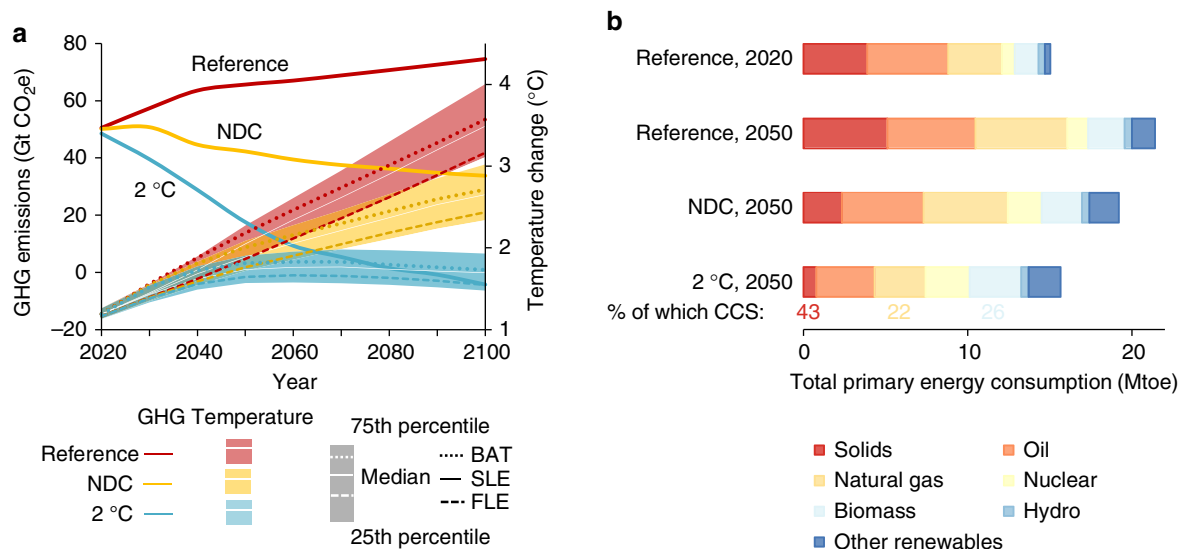 a
GHG emissions (Gt CO₂e)
80
60
40
20
0
–20
Reference
NDC
2 °C
4
3
2
1
Temperature change (°C)
2020
2040
2060
2080
2100
Year
GHG Temperature
Reference
NDC
2 °C
75th percentile
Median
BAT
SLE
FLE
25th percentile
b
Reference, 2020
Reference, 2050
NDC, 2050
2 °C, 2050
% of which CCS: 43 22 26
0 10 20
Total primary energy consumption (Mtoe)
Solids
Oil
Natural gas
Nuclear
Biomass
Hydro
Other renewables